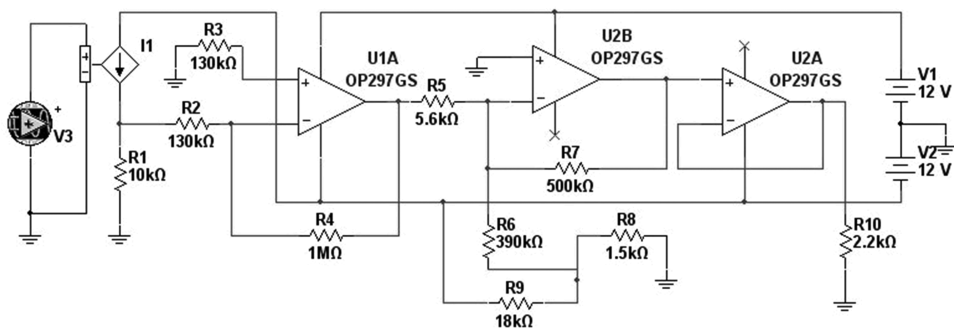 I1
V3
+
R1
10kΩ
R2
130kΩ
R3
130kΩ
U1A
OP297GS
R4
1MΩ
R5
5.6kΩ
U2B
OP297GS
R7
500kΩ
R6
390kΩ
R8
1.5kΩ
R9
18kΩ
U2A
OP297GS
V1
12 V
V2
12 V
R10
2.2kΩ